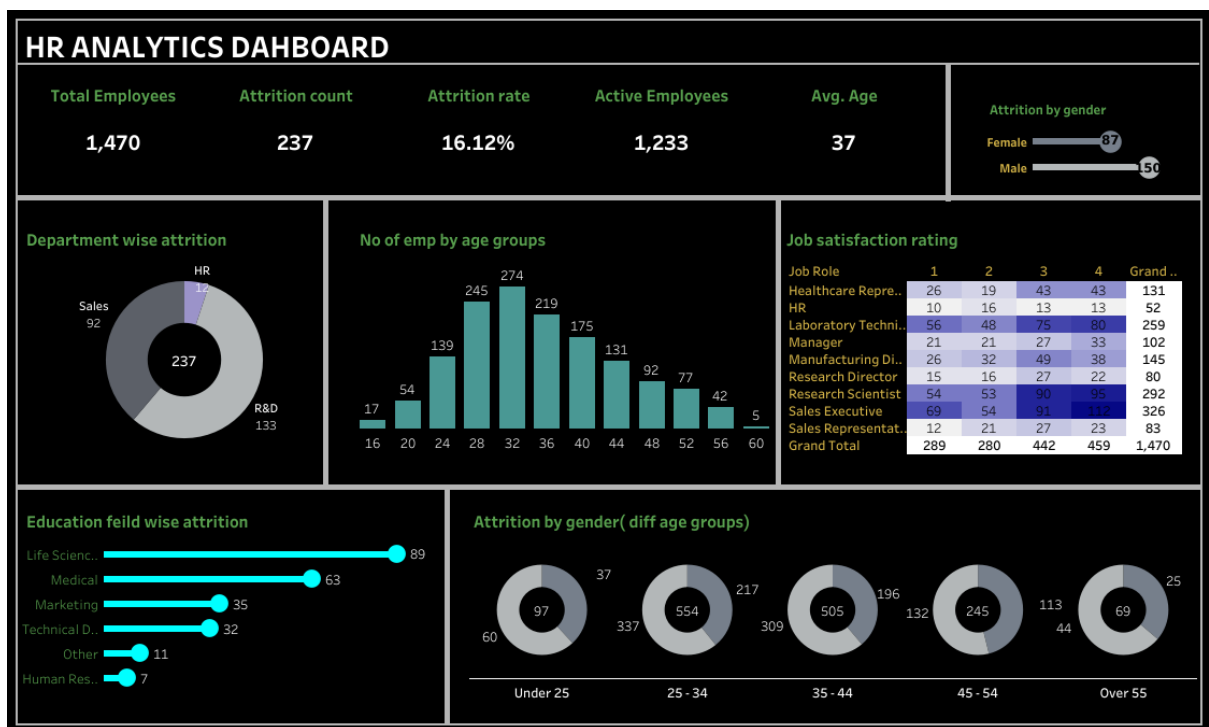 HR ANALYTICS DAHBOARD
Total Employees Attrition count Attrition rate Active Employees Avg. Age
1,470 237 16.12% 1,233 37
Attrition by gender
Female 87
Male 150
Department wise attrition
HR
12
Sales
92
237
R&D
133
No of emp by age groups
17 54 139 245 274 219 175 131 92 77 42 5
16 20 24 28 32 36 40 44 48 52 56 60
Job satisfaction rating
Job Role 1 2 3 4 Grand ..
Healthcare Repre.. 26 19 43 43 131
HR 10 16 13 13 52
Laboratory Techni.. 56 48 75 80 259
Manager 21 21 27 33 102
Manufacturing Di.. 26 32 49 38 145
Research Director 15 16 27 22 80
Research Scientist 54 53 90 95 292
Sales Executive 69 54 91 112 326
Sales Representat.. 12 21 27 23 83
Grand Total 289 280 442 459 1,470
Education feild wise attrition
Life Scienc.. 89
Medical 63
Marketing 35
Technical D.. 32
Other 11
Human Res.. 7
Attrition by gender( diff age groups)
37 97 60
217 554 337
196 505 309
113 245 132
25 69 44
Under 25 25 - 34 35 - 44 45 - 54 Over 55